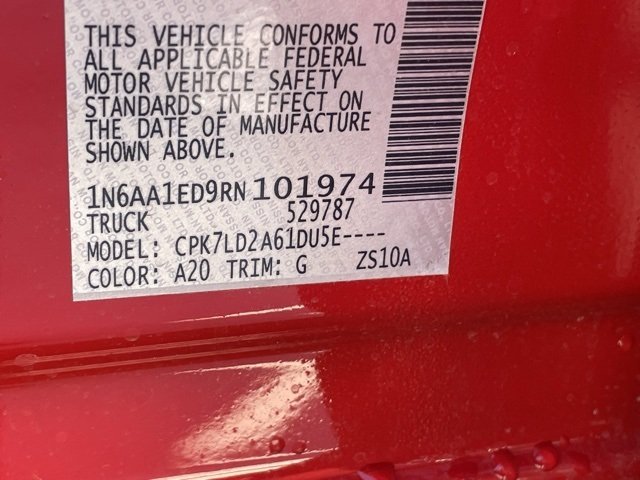 THIS VEHICLE CONFORMS TO
ALL APPLICABLE FEDERAL
MOTOR VEHICLE SAFETY
STANDARDS IN EFFECT ON
THE DATE OF MANUFACTURE
SHOWN ABOVE.
1N6AA1ED9RN101974
TRUCK 529787
MODEL: CPK7LD2A61DU5E----
COLOR: A20 TRIM: G ZS10A